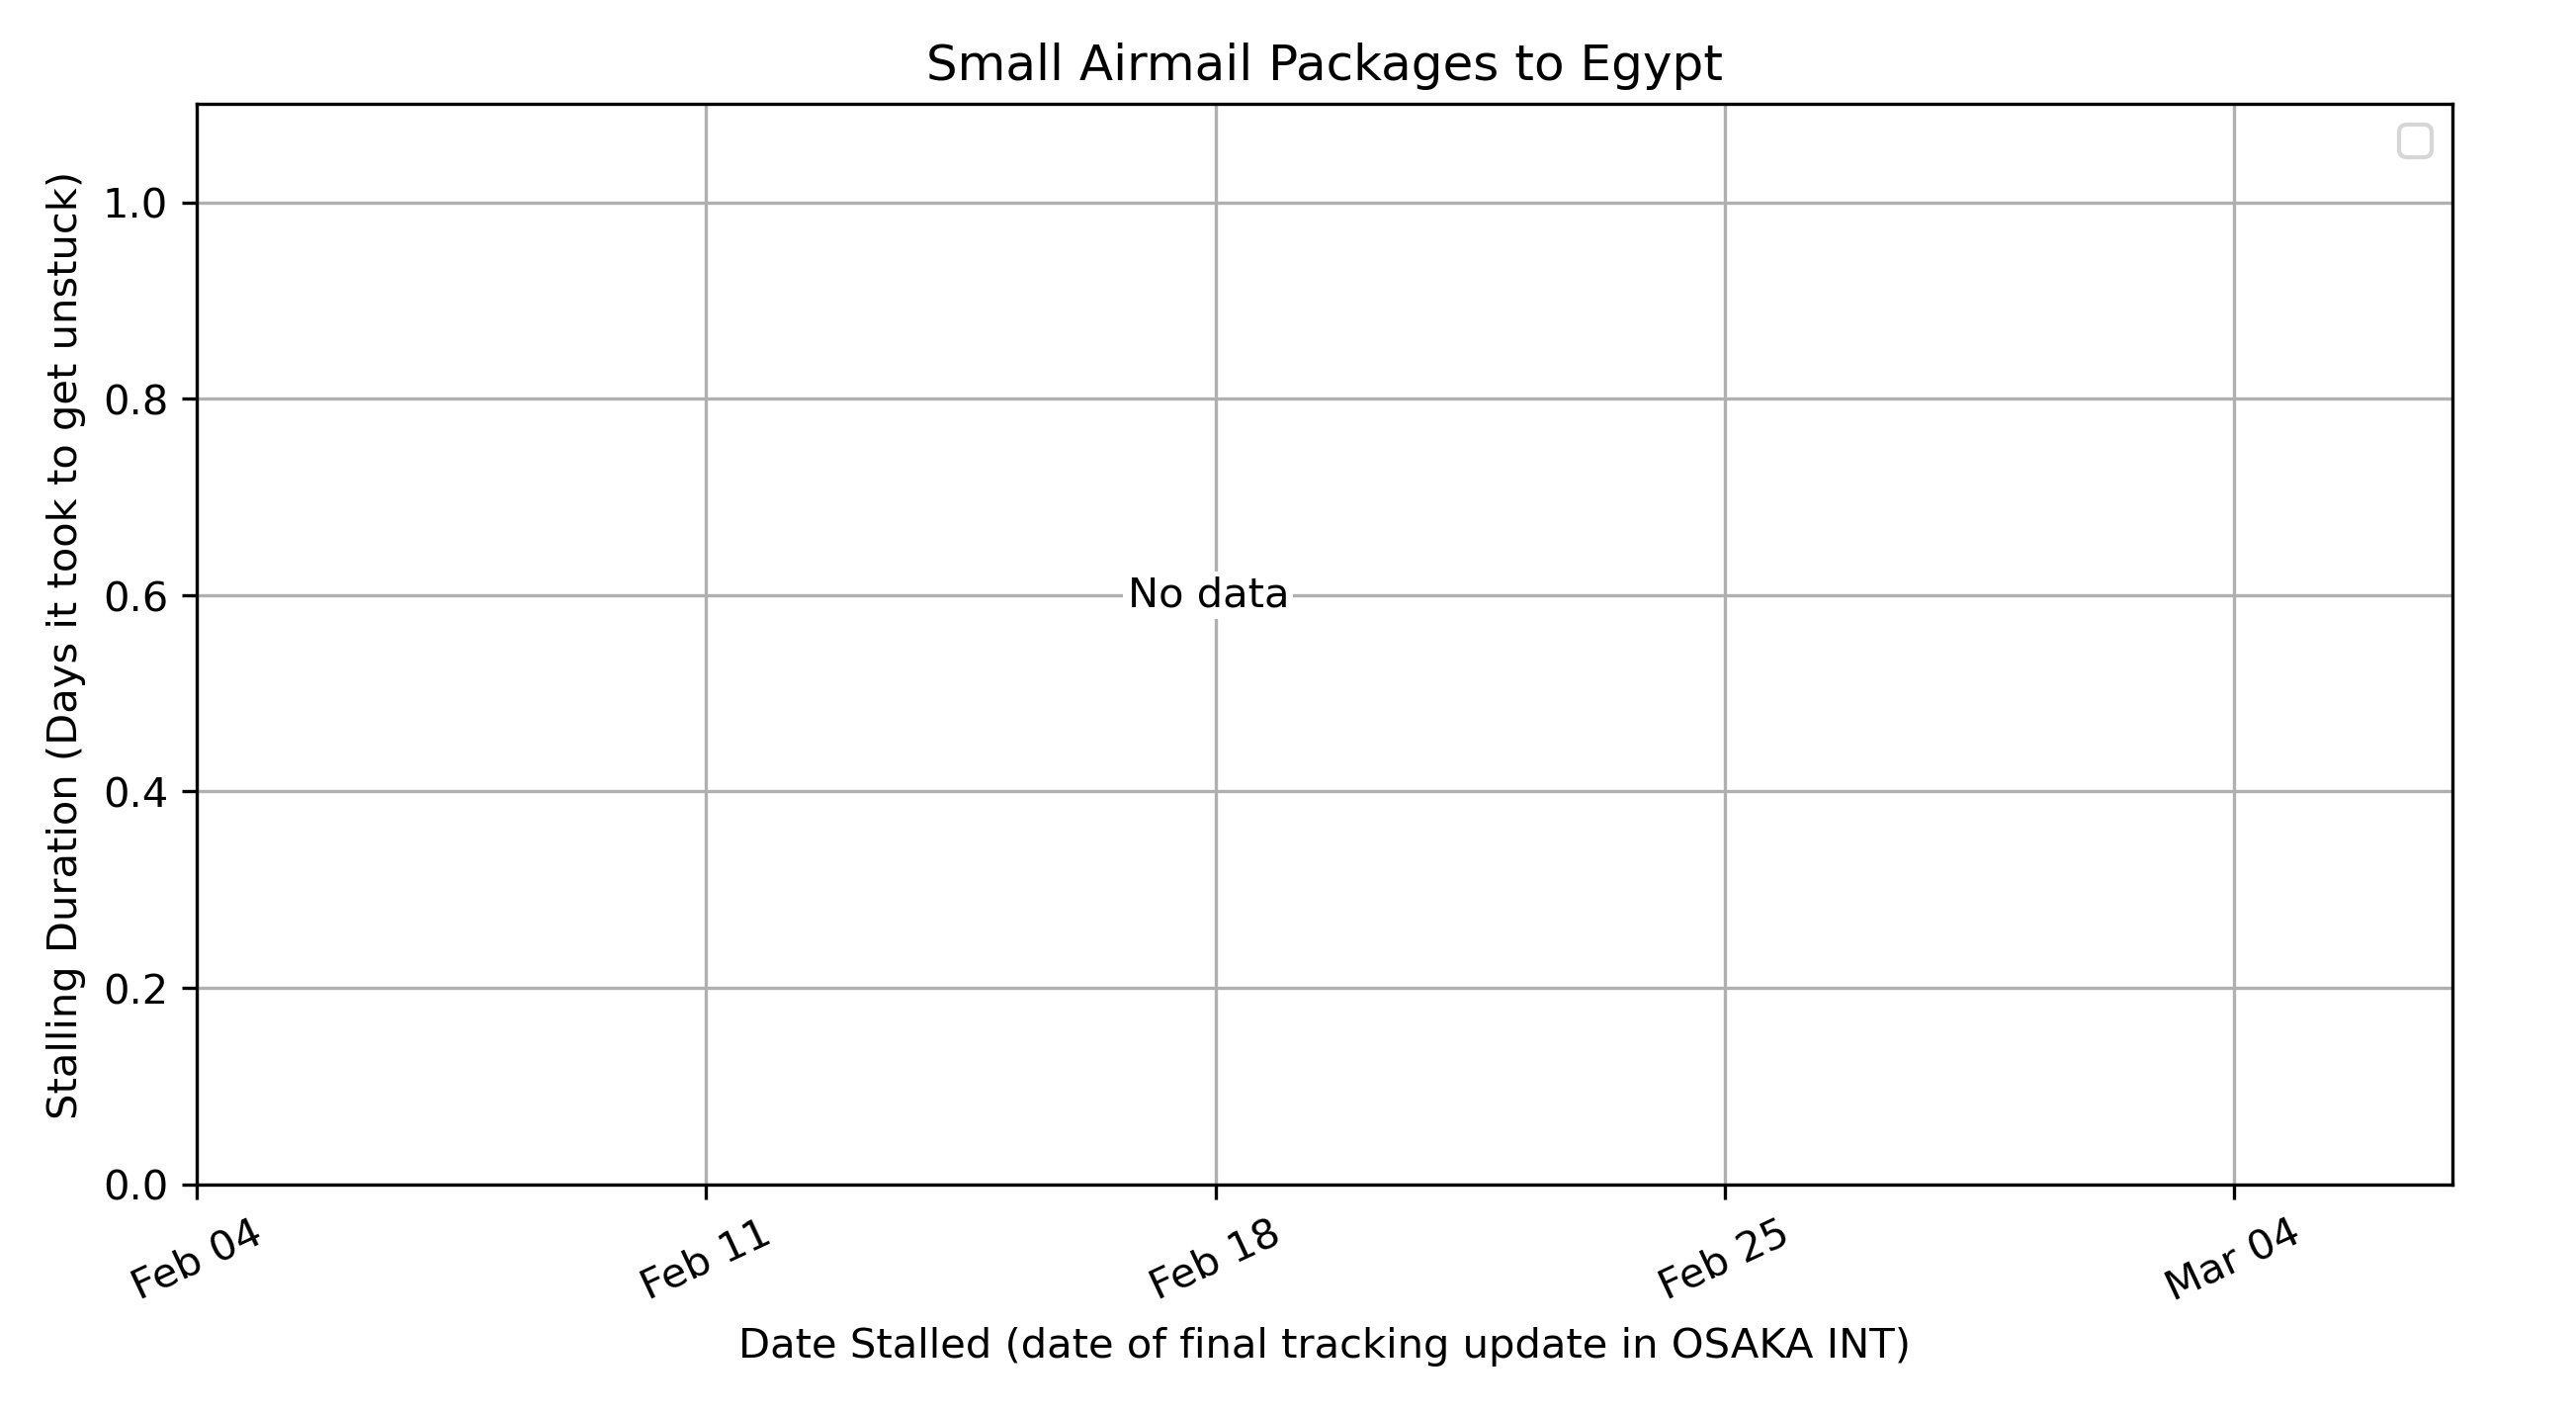 Small Airmail Packages to Egypt
Stalling Duration (Days it took to get unstuck)
1.0
0.8
0.6
0.4
0.2
0.0
No data
Feb 04
Feb 11
Feb 18
Feb 25
Mar 04
Date Stalled (date of final tracking update in OSAKA INT)